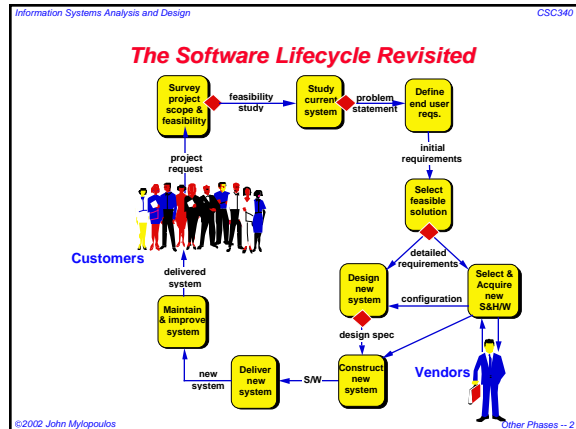 Information Systems Analysis and Design
CSC340
The Software Lifecycle Revisited
Survey
project
scope &
feasibility
feasibility
study
Study
current
system
problem
statement
Define
end user
reqs.
initial
requirements
project
request
Select
feasible
solution
Customers
detailed
requirements
delivered
system
Design
new
system
configuration
Select &
Acquire
new
S&H/W
Maintain
& improve
system
design spec
new
system
Deliver
new
system
S/W
Construct
new
system
Vendors
©2002 John Mylopoulos
Other Phases -- 2